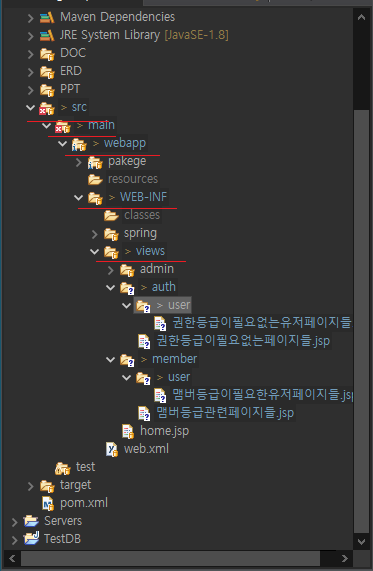 Maven Dependencies
JRE System Library [JavaSE-1.8]
DOC
ERD
PPT
> src
> main
> webapp
pakege
resources
> WEB-INF
classes
spring
> views
admin
> auth
> user
권한등급이필요없는유저페이지들
권한등급이필요없는페이지들.jsp
> member
> user
맴버등급이필요한유저페이지들.jsp
맴버등급관련페이지들.jsp
home.jsp
web.xml
test
target
pom.xml
Servers
TestDB